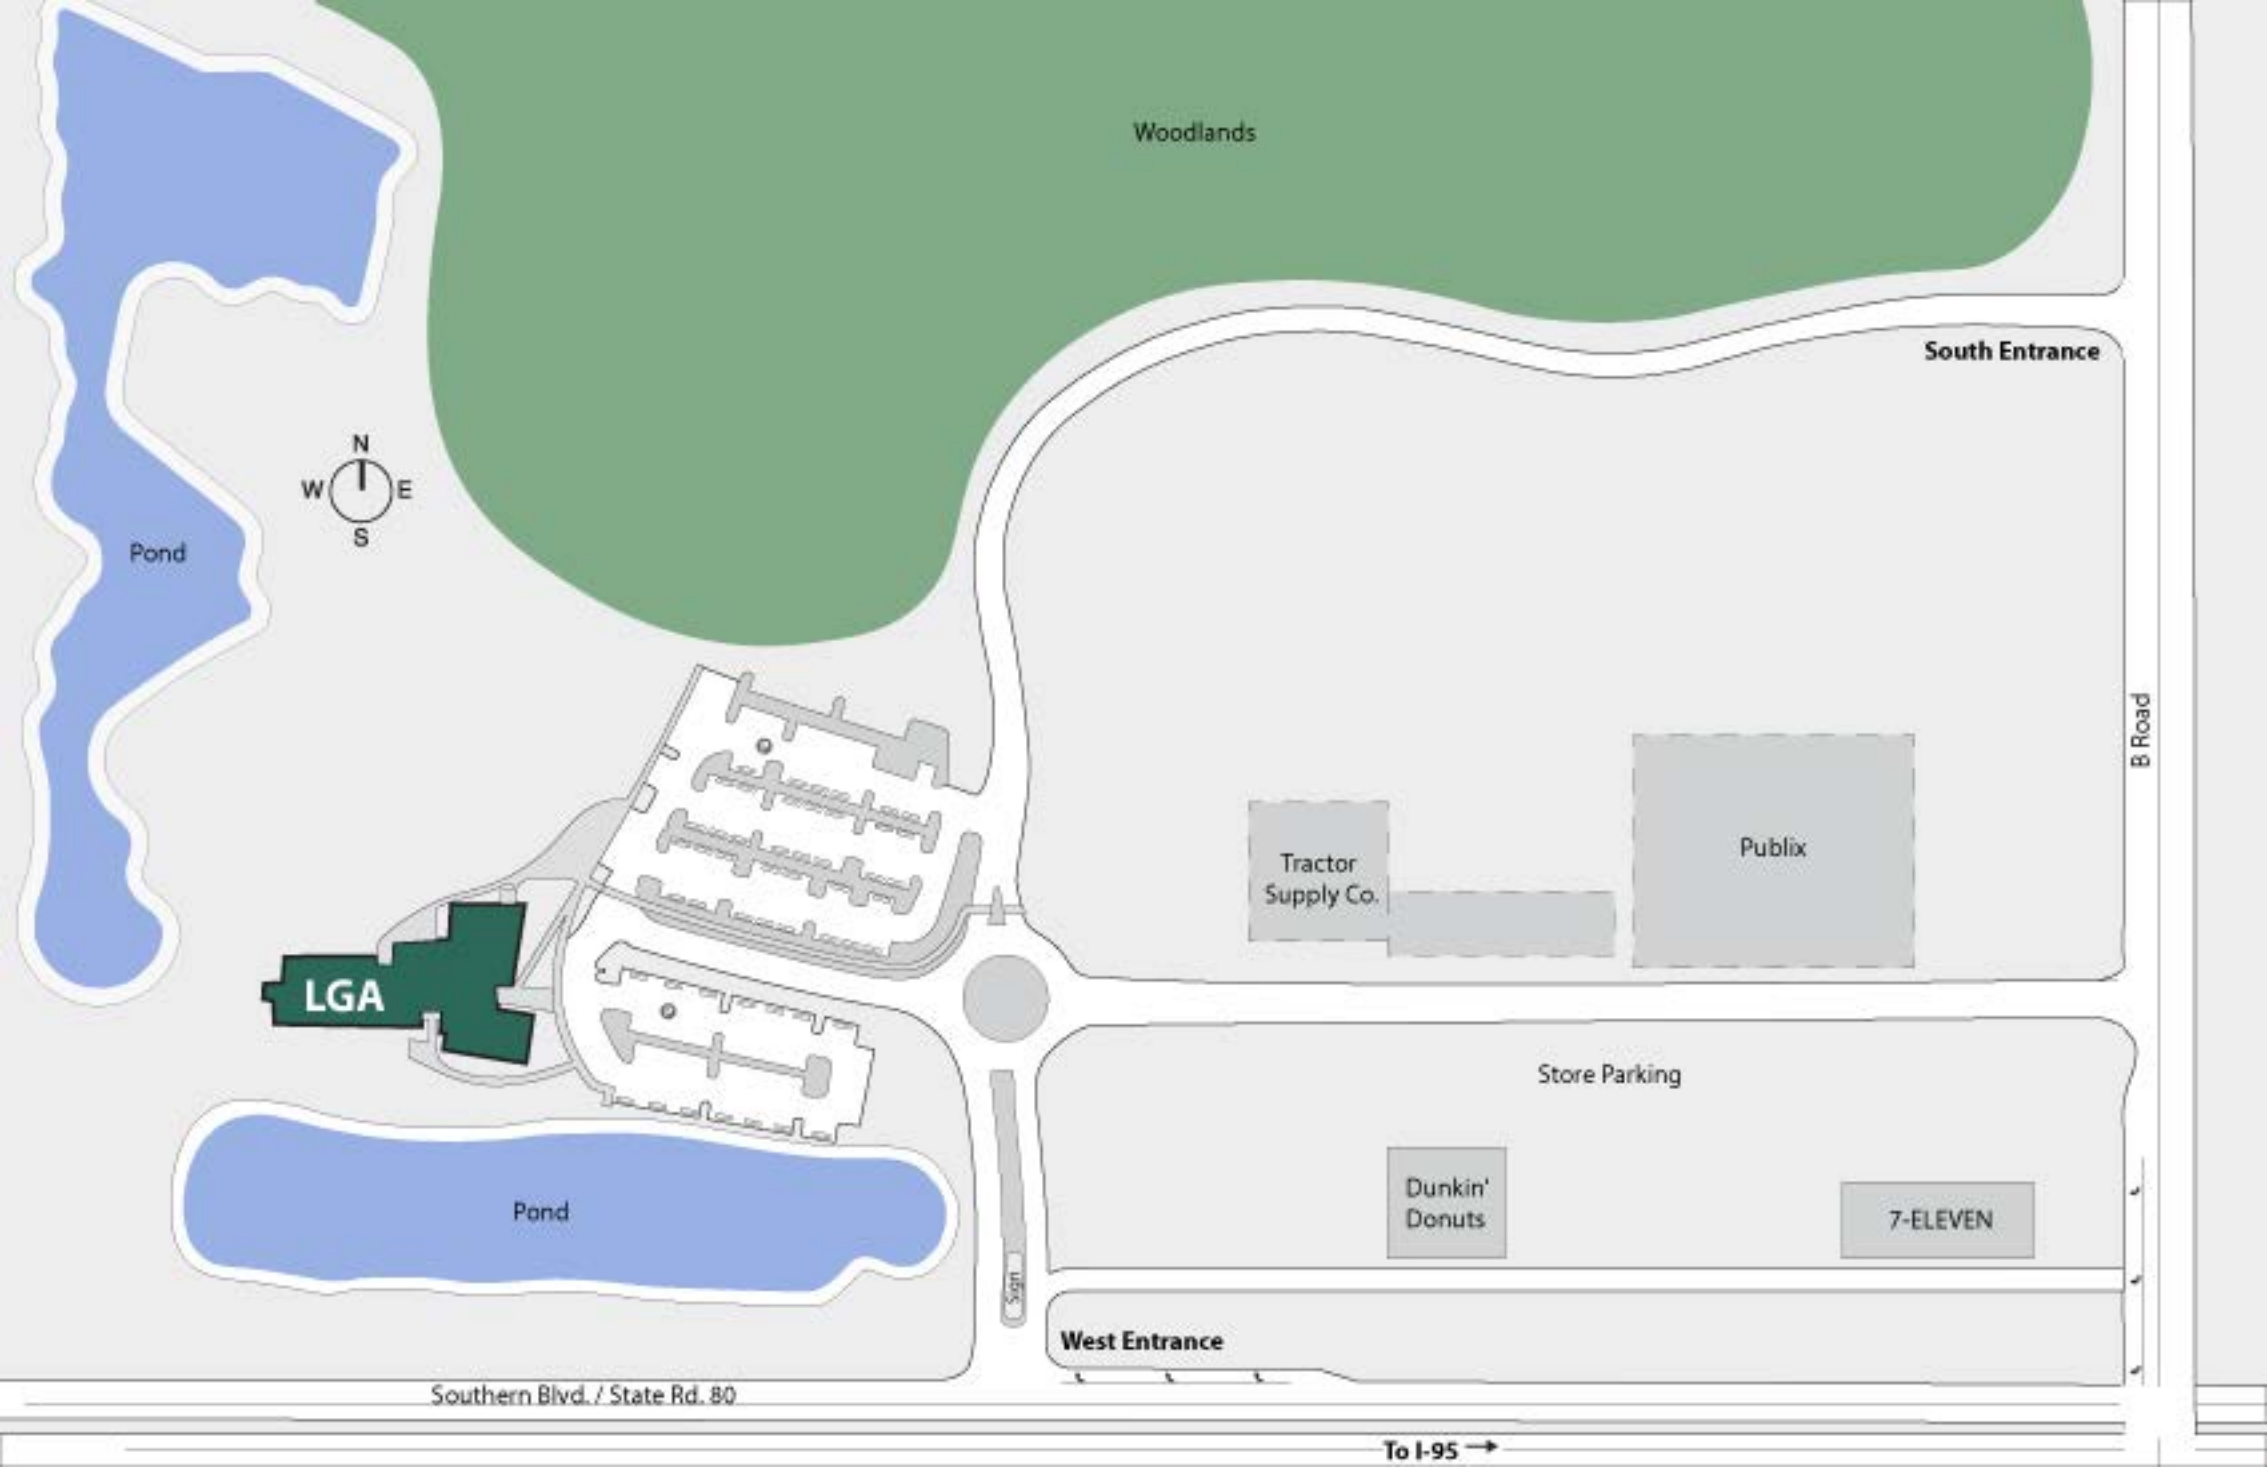 Woodlands
South Entrance
N
W
E
S
Pond
B Road
Publix
Tractor
Supply Co.
LGA
Store Parking
Dunkin'
Donuts
7-ELEVEN
Pond
Sign
West Entrance
Southern Blvd. / State Rd. 80
To I-95 →